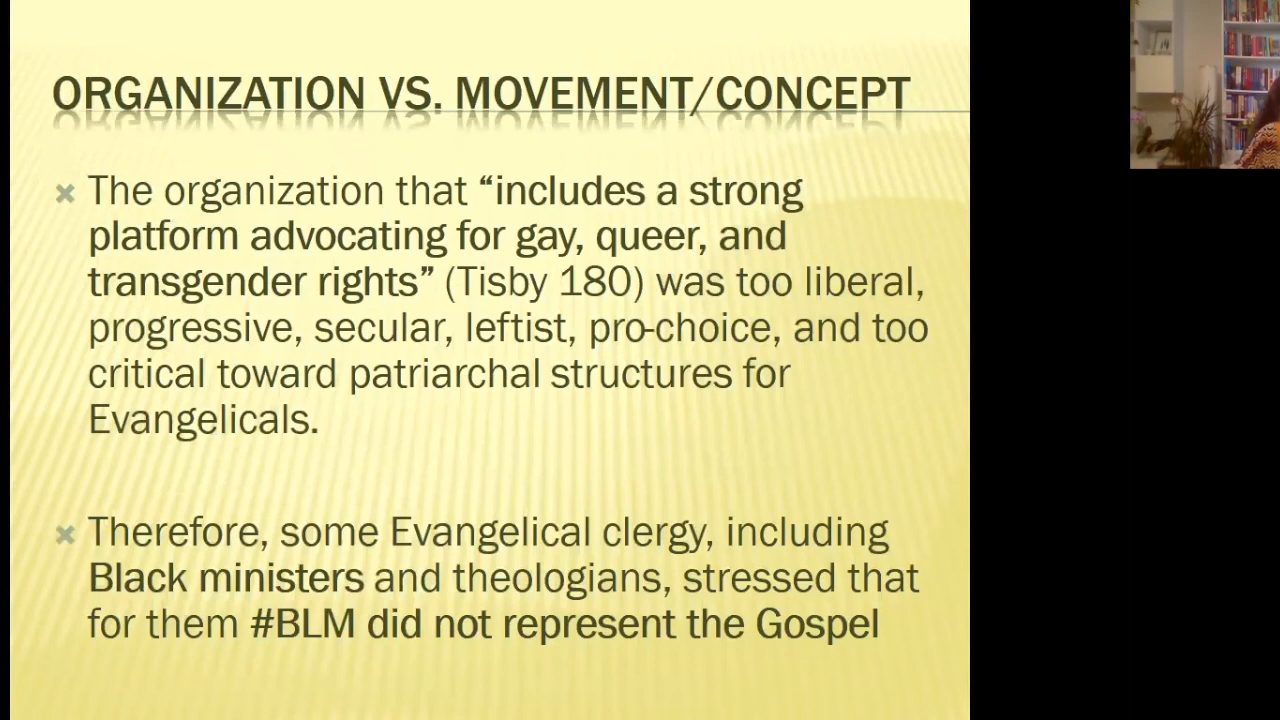 ORGANIZATION VS. MOVEMENT/CONCEPT
The organization that “includes a strong
platform advocating for gay, queer, and
transgender rights” (Tisby 180) was too liberal,
progressive, secular, leftist, pro-choice, and too
critical toward patriarchal structures for
Evangelicals.
Therefore, some Evangelical clergy, including
Black ministers and theologians, stressed that
for them #BLM did not represent the Gospel